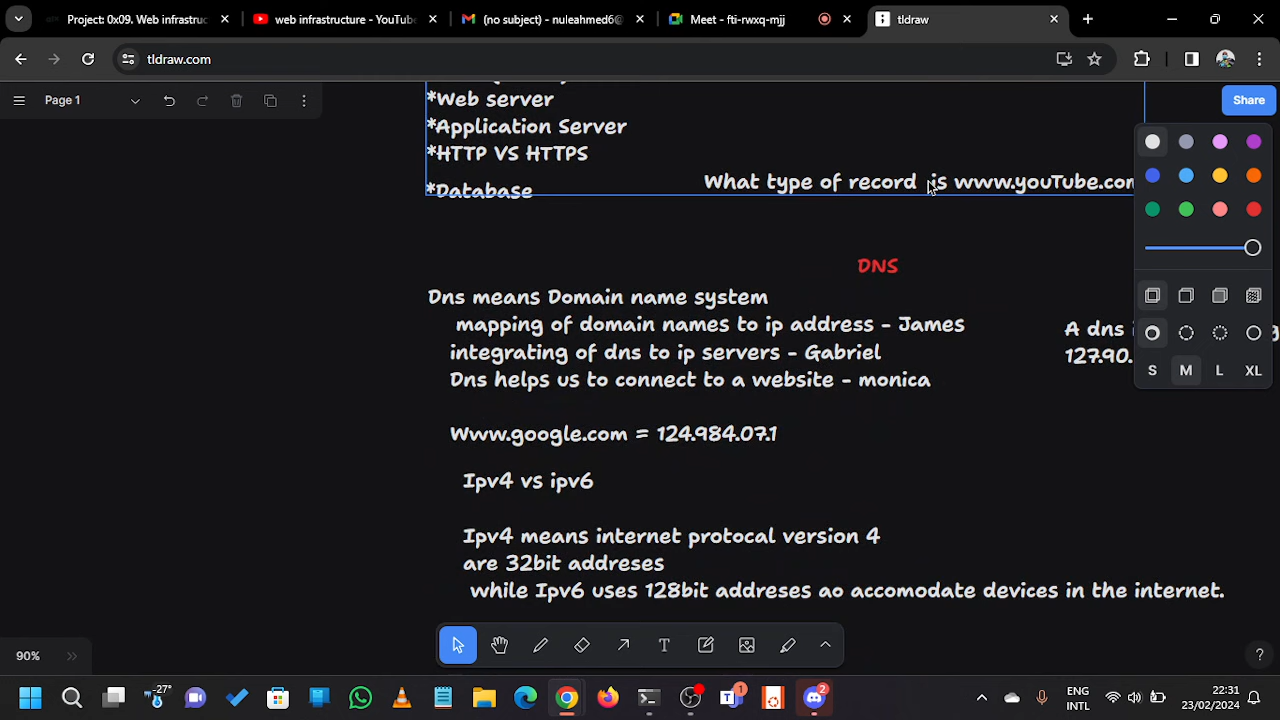 Project: 0x09. Web infrastruc
web infrastructure - YouTube
(no subject) - nuleahmed6@
Meet - fti-rwxq-mjj
tldraw
tldraw.com
Page 1
Share
*Web server
*Application Server
*HTTP VS HTTPS
*Database
What type of record is www.youTube.com
DNS
Dns means Domain name system
mapping of domain names to ip address - James
integrating of dns to ip servers - Gabriel
Dns helps us to connect to a website - monica
A dns
127.90.
Www.google.com = 124.984.07.1
Ipv4 vs ipv6
Ipv4 means internet protocal version 4
are 32bit addreses
while Ipv6 uses 128bit addreses ao accomodate devices in the internet.
S M L XL
90%
T
?
-27°
1
2
ENG
INTL
22:31
23/02/2024